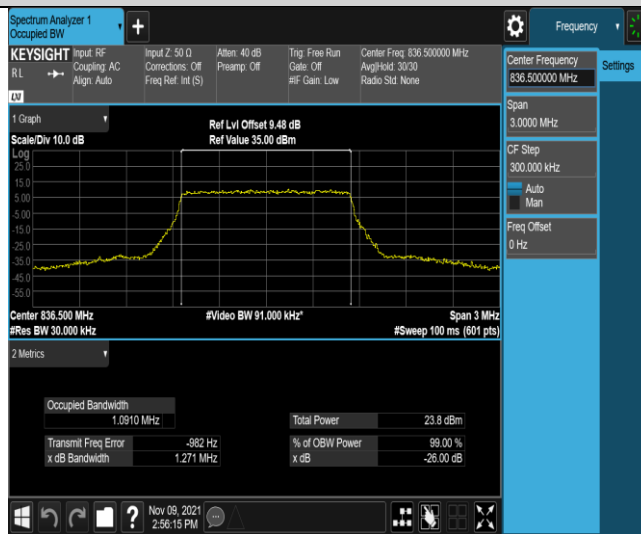 Spectrum Analyzer 1
Occupied BW
+
Frequency
KEYSIGHT
RL
Input: RF
Coupling: AC
Align: Auto
Input Z: 50 Ω
Corrections: Off
Freq Ref: Int (S)
Atten: 40 dB
Preamp: Off
Trig: Free Run
Gate: Off
#IF Gain: Low
Center Freq: 836.500000 MHz
Avg|Hold: 30/30
Radio Std: None
Center Frequency
836.500000 MHz
Settings
Span
3.0000 MHz
CF Step
300.000 kHz
Auto
Man
Freq Offset
0 Hz
1 Graph
Scale/Div 10.0 dB
Ref Lvl Offset 9.48 dB
Ref Value 35.00 dBm
Log
25.0
15.0
5.00
-5.00
-15.0
-25.0
-35.0
-45.0
-55.0
Center 836.500 MHz
#Res BW 30.000 kHz
#Video BW 91.000 kHz*
Span 3 MHz
#Sweep 100 ms (601 pts)
2 Metrics
Occupied Bandwidth
1.0910 MHz
Total Power 23.8 dBm
Transmit Freq Error -982 Hz
% of OBW Power 99.00 %
x dB Bandwidth 1.271 MHz
x dB -26.00 dB
?
Nov 09, 2021
2:56:15 PM